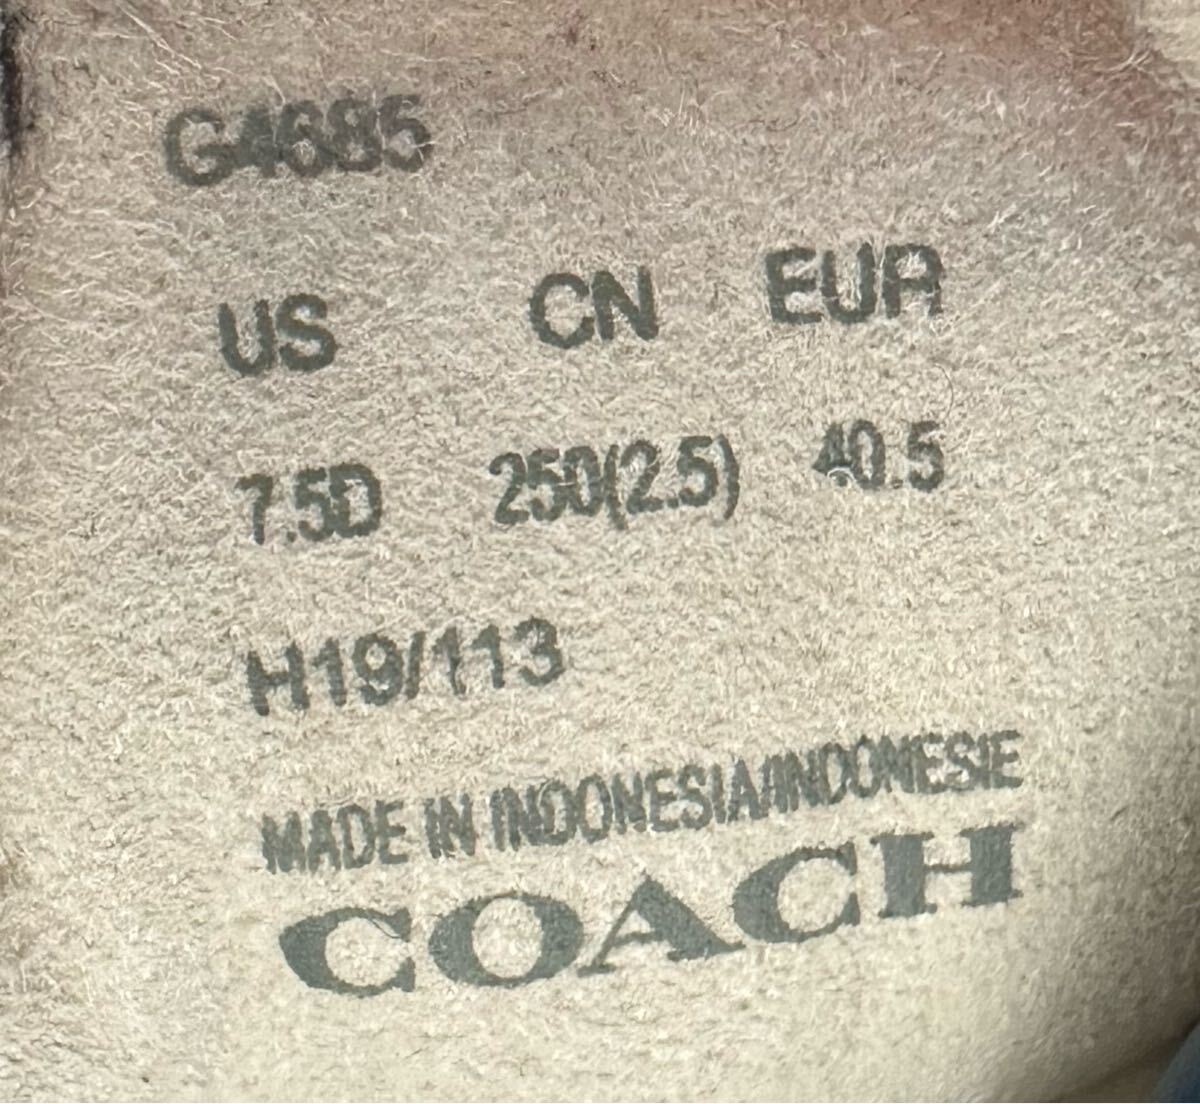 G4685
US CN EUR
7.5D 250(2.5) 40.5
H19/113
MADE IN INDONESIA/INDONESIE
COACH